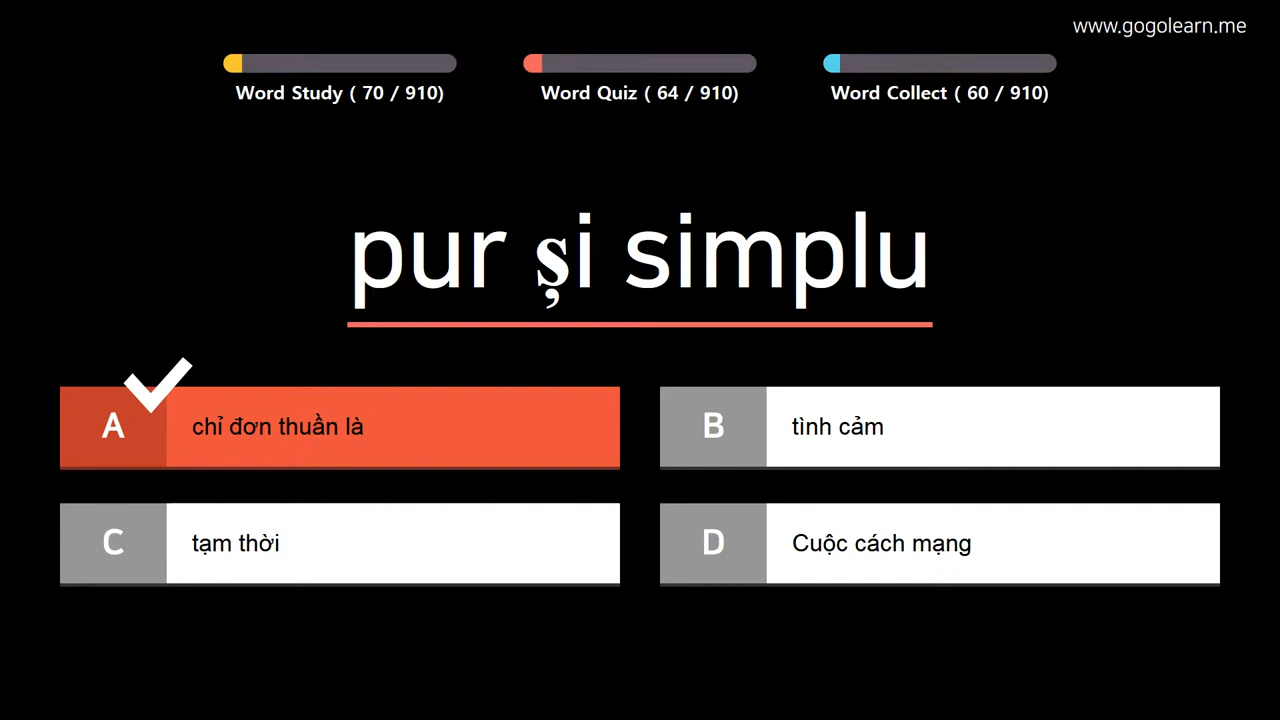 www.gogolearn.me
Word Study ( 70 / 910)
Word Quiz ( 64 / 910)
Word Collect ( 60 / 910)
pur și simplu
A chỉ đơn thuần là
B tình cảm
C tạm thời
D Cuộc cách mạng